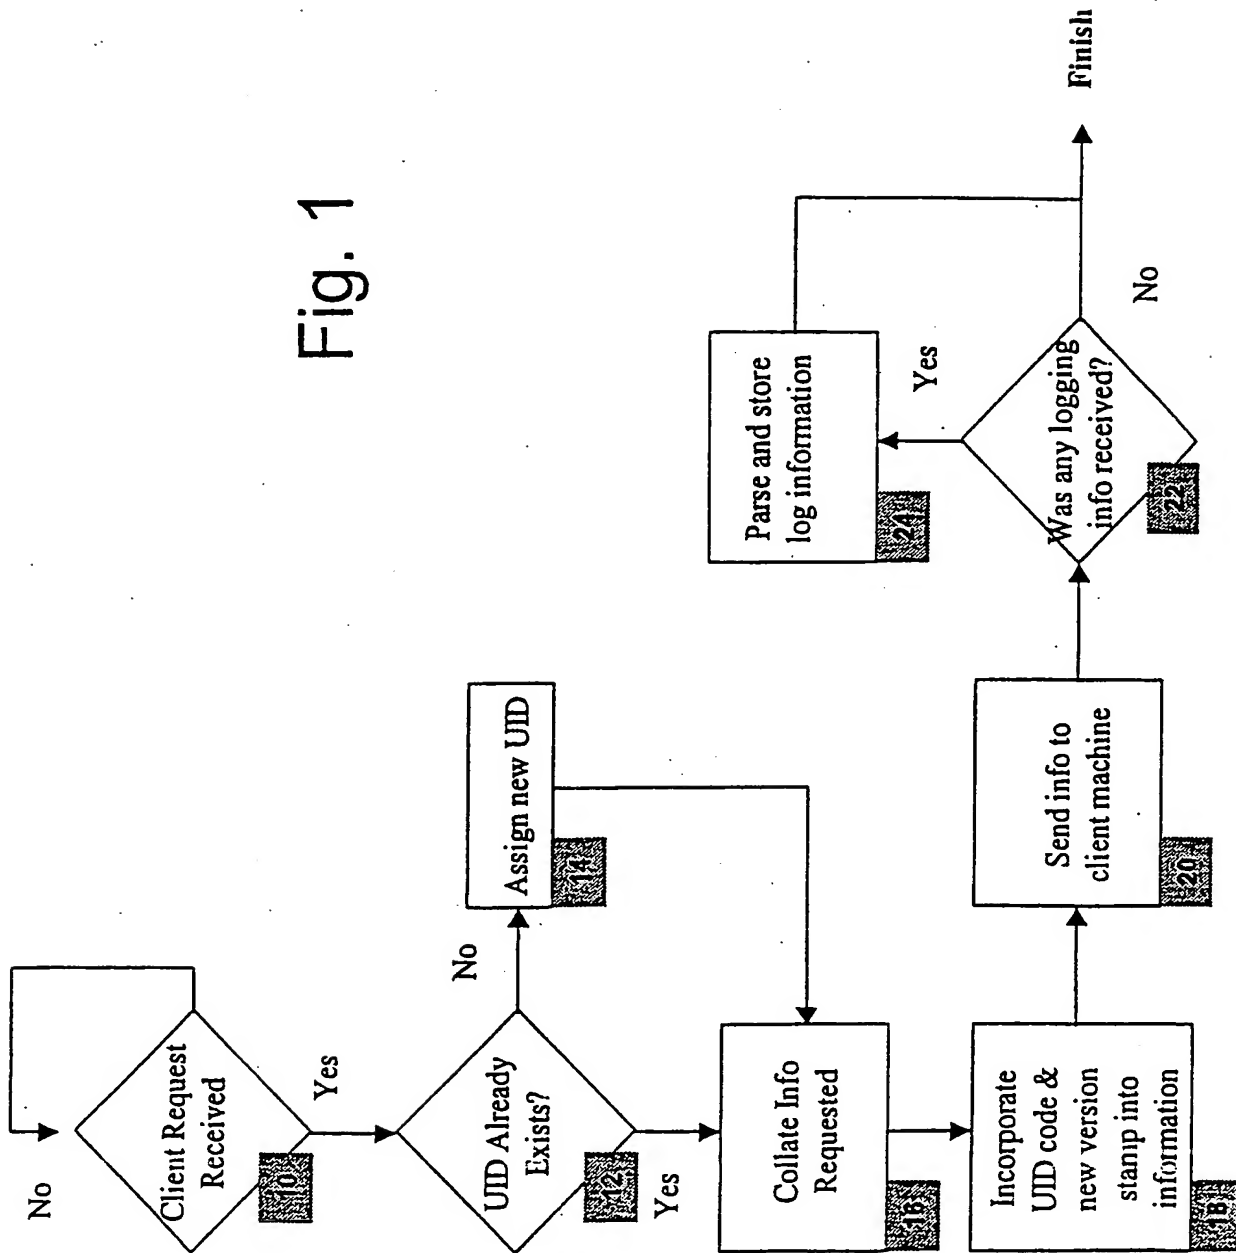 Fig. 1
No
Client Request
Received
10
Yes
UID Already
Exists?
12
No
Assign new UID
14
Yes
Collate Info
Requested
16
Incorporate
UID code &
new version
stamp into
information
18
Send info to
client machine
20
Was any logging
info received?
22
Yes
Parse and store
log information
24
No
Finish